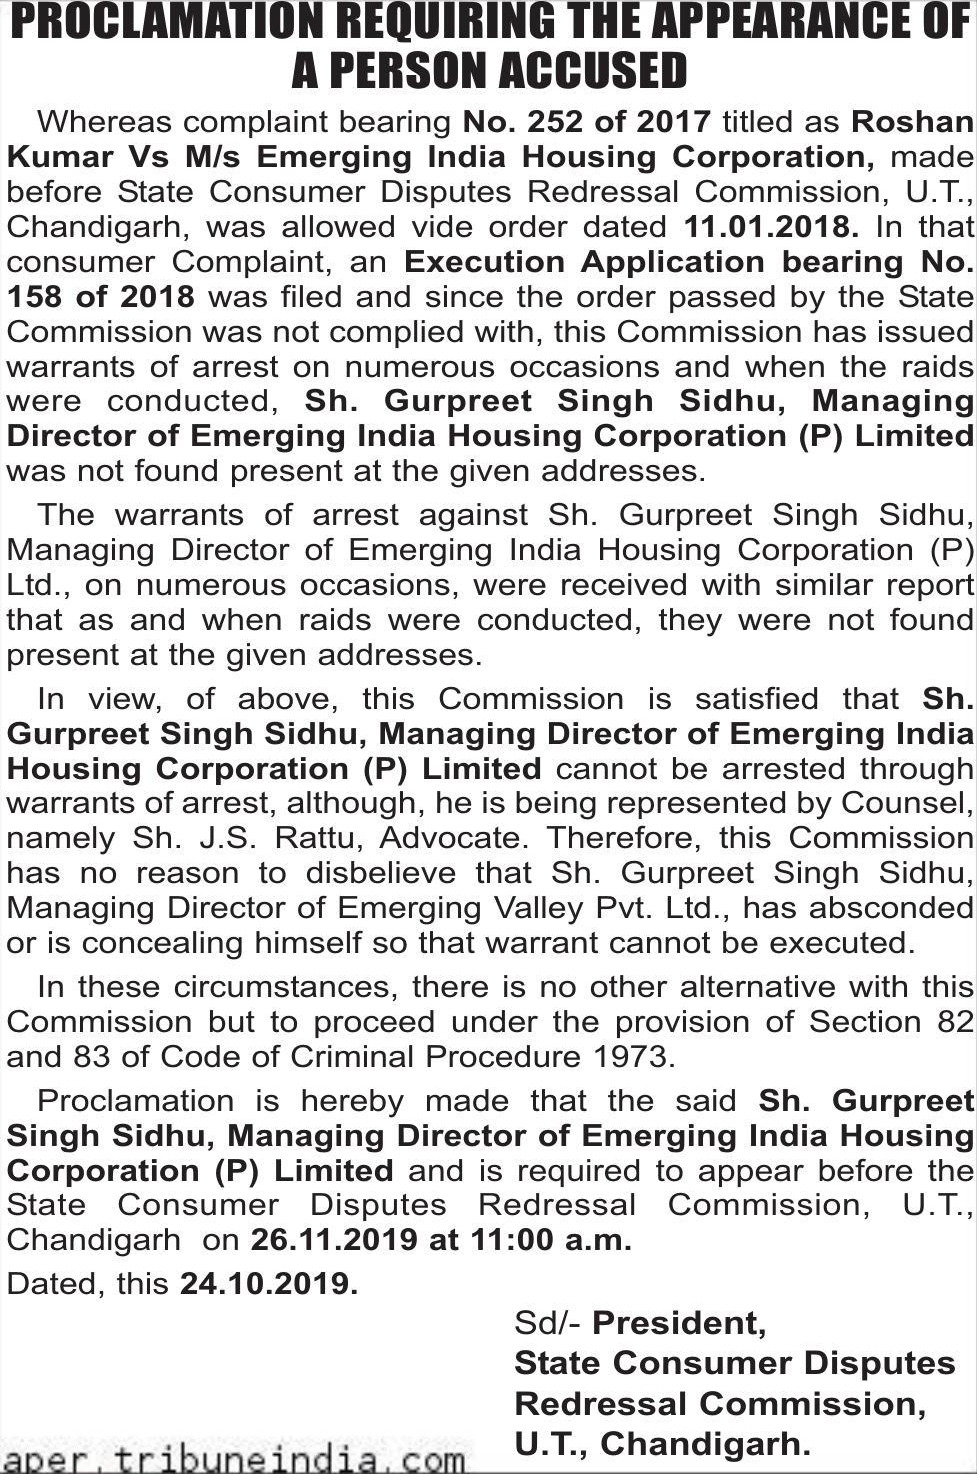 PROCLAMATION REQUIRING THE APPEARANCE OF
A PERSON ACCUSED
Whereas complaint bearing No. 252 of 2017 titled as Roshan
Kumar Vs M/s Emerging India Housing Corporation, made
before State Consumer Disputes Redressal Commission, U.T.,
Chandigarh, was allowed vide order dated 11.01.2018. In that
consumer Complaint, an Execution Application bearing No.
158 of 2018 was filed and since the order passed by the State
Commission was not complied with, this Commission has issued
warrants of arrest on numerous occasions and when the raids
were conducted, Sh. Gurpreet Singh Sidhu, Managing
Director of Emerging India Housing Corporation (P) Limited
was not found present at the given addresses.
The warrants of arrest against Sh. Gurpreet Singh Sidhu,
Managing Director of Emerging India Housing Corporation (P)
Ltd., on numerous occasions, were received with similar report
that as and when raids were conducted, they were not found
present at the given addresses.
In view, of above, this Commission is satisfied that Sh.
Gurpreet Singh Sidhu, Managing Director of Emerging India
Housing Corporation (P) Limited cannot be arrested through
warrants of arrest, although, he is being represented by Counsel,
namely Sh. J.S. Rattu, Advocate. Therefore, this Commission
has no reason to disbelieve that Sh. Gurpreet Singh Sidhu,
Managing Director of Emerging Valley Pvt. Ltd., has absconded
or is concealing himself so that warrant cannot be executed.
In these circumstances, there is no other alternative with this
Commission but to proceed under the provision of Section 82
and 83 of Code of Criminal Procedure 1973.
Proclamation is hereby made that the said Sh. Gurpreet
Singh Sidhu, Managing Director of Emerging India Housing
Corporation (P) Limited and is required to appear before the
State Consumer Disputes Redressal Commission, U.T.,
Chandigarh on 26.11.2019 at 11:00 a.m.
Dated, this 24.10.2019.
Sd/- President,
State Consumer Disputes
Redressal Commission,
U.T., Chandigarh.
aper.tribuneindia.com